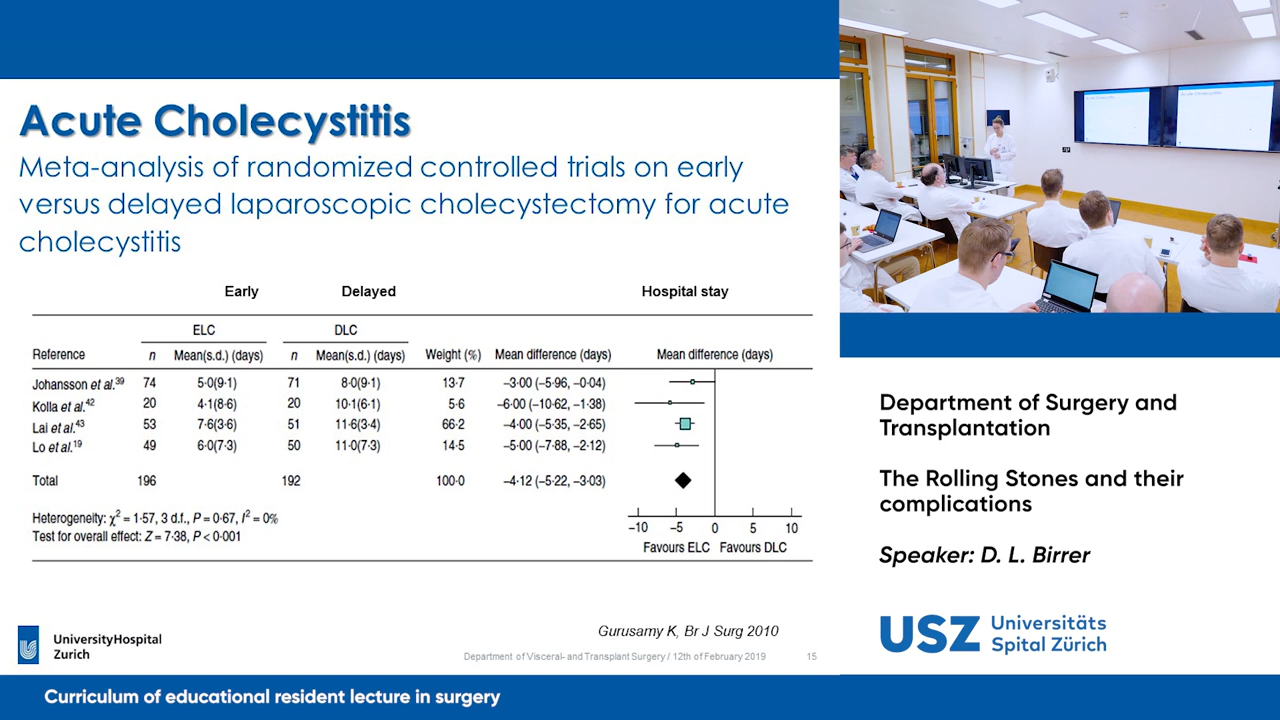 Acute Cholecystitis
Meta-analysis of randomized controlled trials on early
versus delayed laparoscopic cholecystectomy for acute
cholecystitis
Early Delayed Hospital stay
ELC DLC
Reference n Mean(s.d.) (days) n Mean(s.d.) (days) Weight (%) Mean difference (days) Mean difference (days)
Johansson et al.39 74 5·0(9·1) 71 8·0(9·1) 13·7 −3·00 (−5·96, −0·04)
Kolla et al.42 20 4·1(8·6) 20 10·1(6·1) 5·6 −6·00 (−10·62, −1·38)
Lai et al.43 53 7·6(3·6) 51 11·6(3·4) 66·2 −4·00 (−5·35, −2·65)
Lo et al.19 49 6·0(7·3) 50 11·0(7·3) 14·5 −5·00 (−7·88, −2·12)
Total 196 192 100·0 −4·12 (−5·22, −3·03)
Heterogeneity: χ2 = 1·57, 3 d.f., P = 0·67, I2 = 0%
Test for overall effect: Z = 7·38, P < 0·001
−10 −5 0 5 10
Favours ELC Favours DLC
Gurusamy K, Br J Surg 2010
UniversityHospital
Zurich
Department of Visceral- and Transplant Surgery / 12th of February 2019 15
Curriculum of educational resident lecture in surgery
Acute Cholecystitis
Acute Cholecystitis
Department of Surgery and
Transplantation
The Rolling Stones and their
complications
Speaker: D. L. Birrer
USZ Universitäts
Spital Zürich